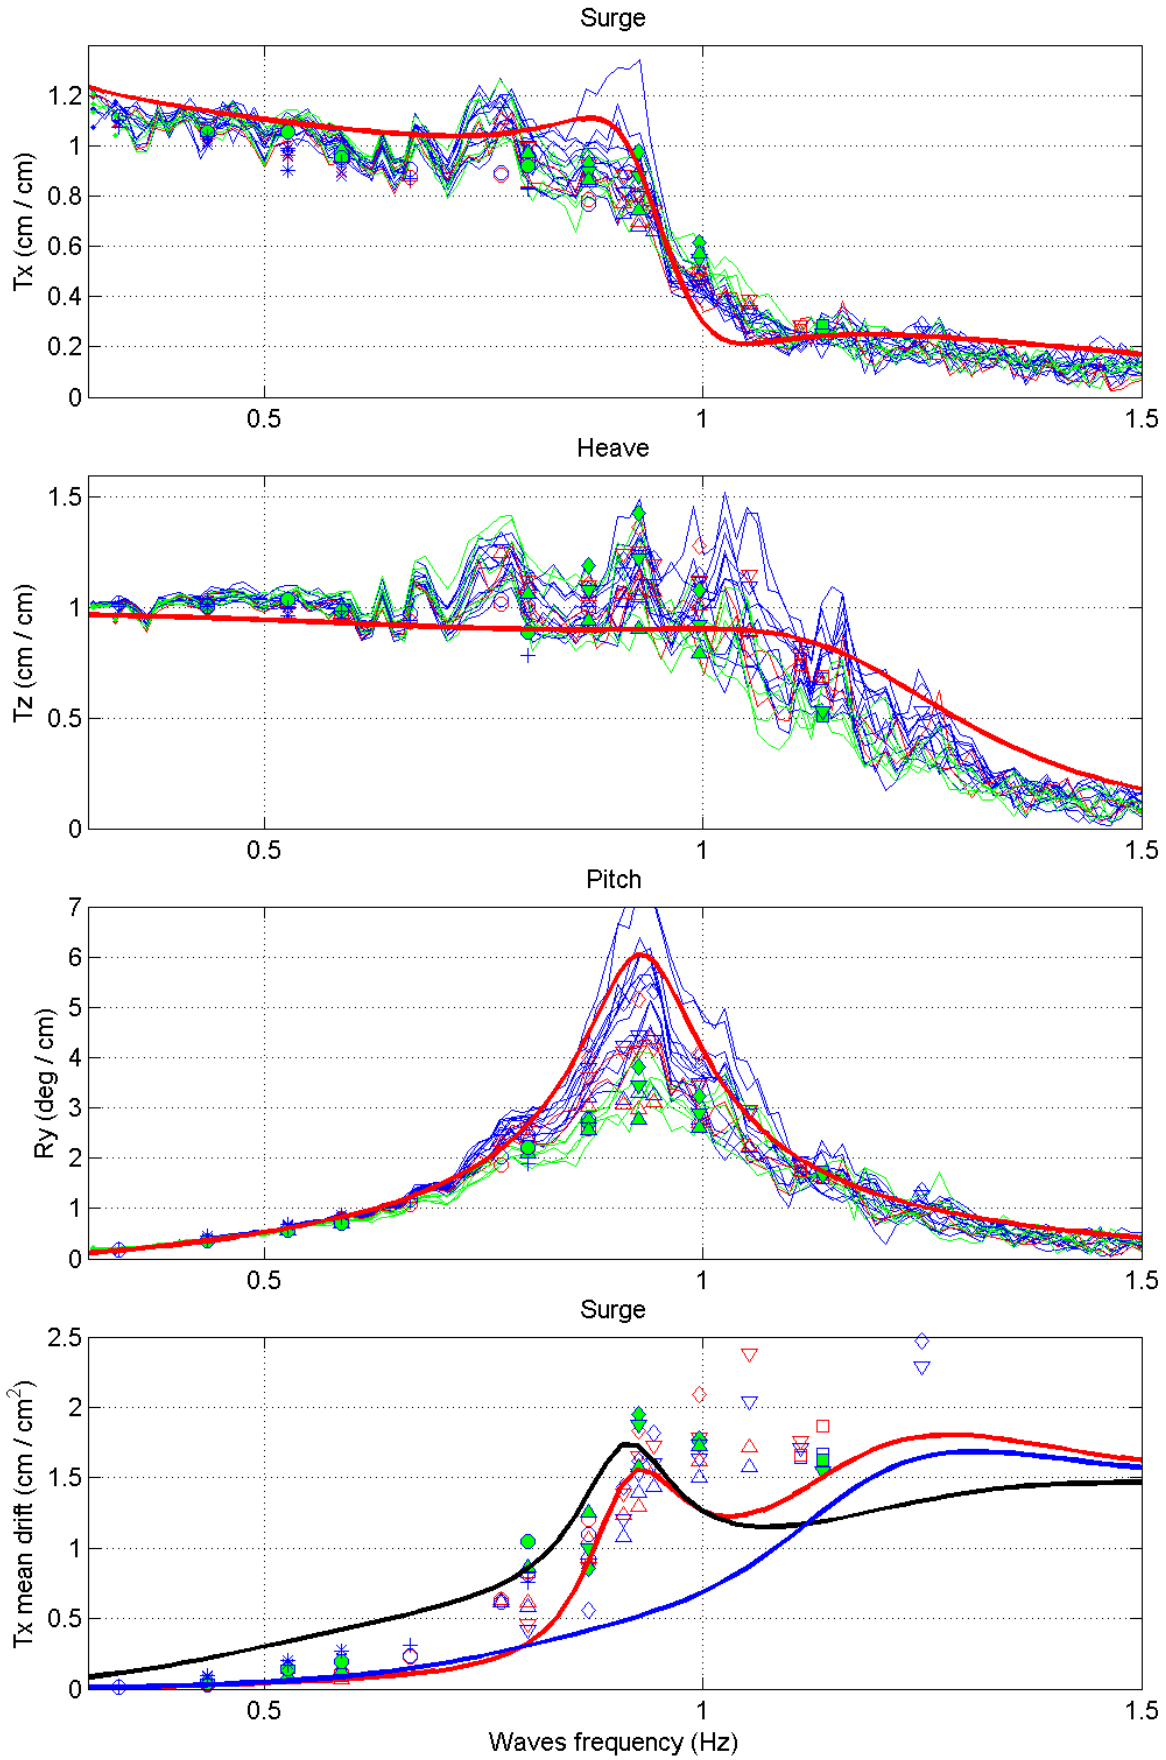 Surge
1.2
1
0.8
0.6
0.4
0.2
0
Tx (cm / cm)
0.5 1 1.5
Heave
1.5
1
0.5
0
Tz (cm / cm)
0.5 1 1.5
Pitch
7
6
5
4
3
2
1
0
Ry (deg / cm)
0.5 1 1.5
Surge
2.5
2
1.5
1
0.5
0
Tx mean drift (cm / cm²)
0.5 1 1.5
Waves frequency (Hz)